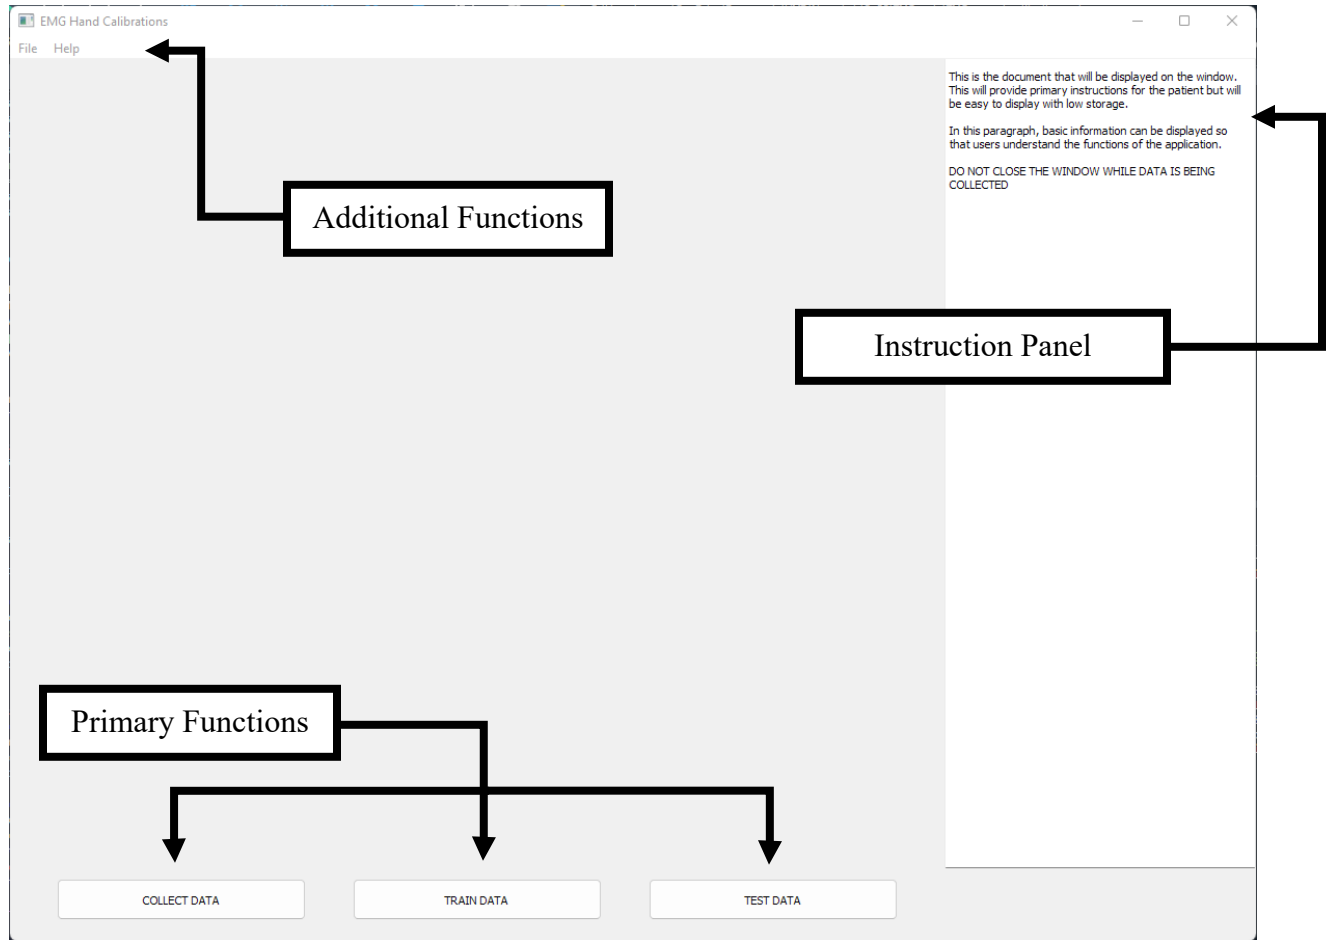 EMG Hand Calibrations
File Help
This is the document that will be displayed on the window.
This will provide primary instructions for the patient but will
be easy to display with low storage.
In this paragraph, basic information can be displayed so
that users understand the functions of the application.
DO NOT CLOSE THE WINDOW WHILE DATA IS BEING
COLLECTED
Additional Functions
Instruction Panel
Primary Functions
COLLECT DATA
TRAIN DATA
TEST DATA